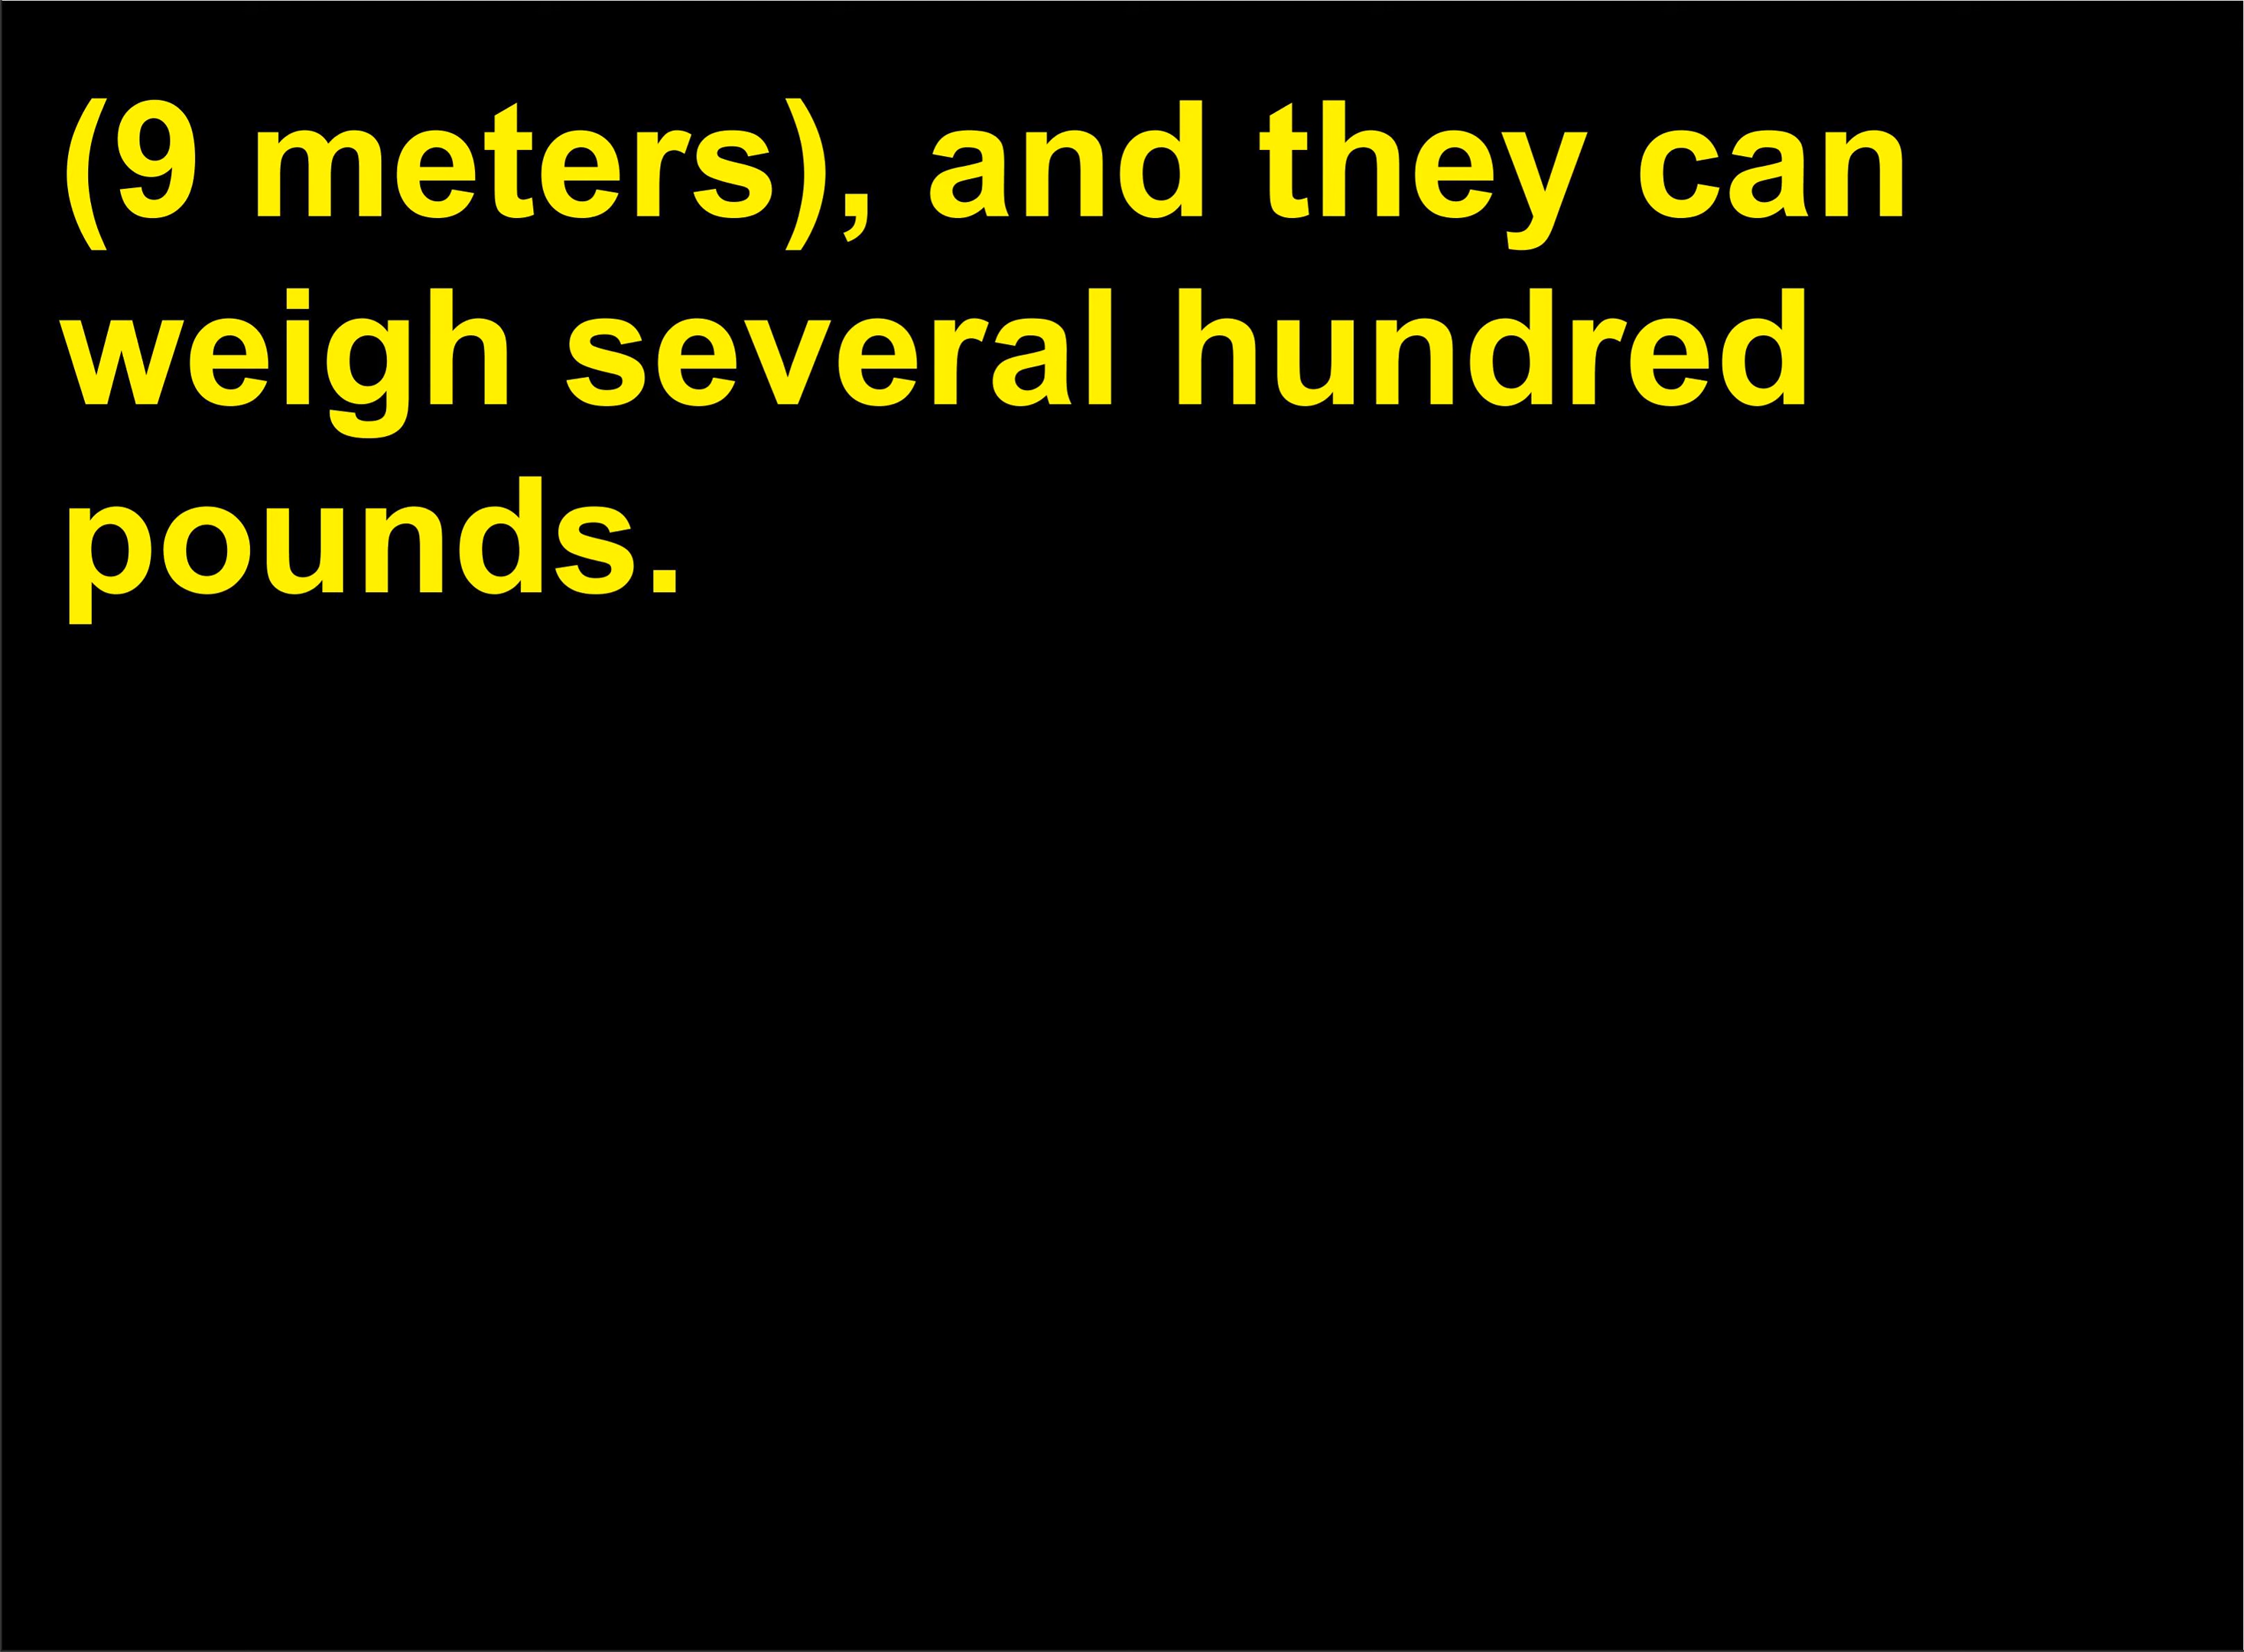 (9 meters), and they can
weigh several hundred
pounds.